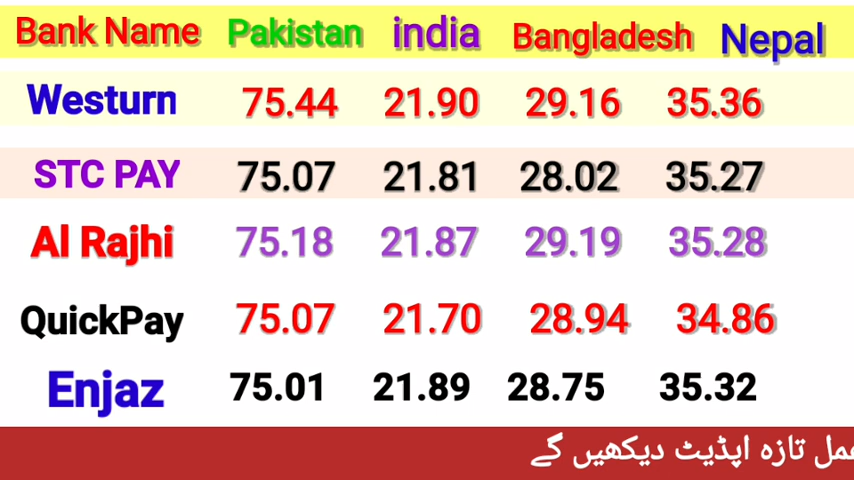 Bank Name Pakistan india Bangladesh Nepal
Westurn 75.44 21.90 29.16 35.36
STC PAY 75.07 21.81 28.02 35.27
Al Rajhi 75.18 21.87 29.19 35.28
QuickPay 75.07 21.70 28.94 34.86
Enjaz 75.01 21.89 28.75 35.32
تازہ اپڈیٹ دیکھیں گے